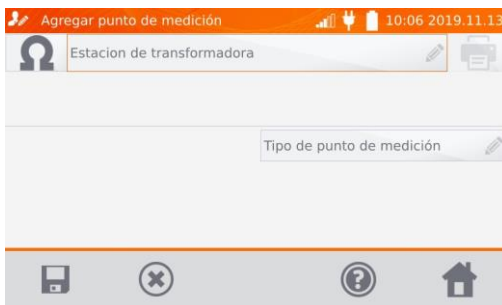 Agregar punto de medición 10:06 2019.11.13
Estacion de transformadora
Tipo de punto de medición